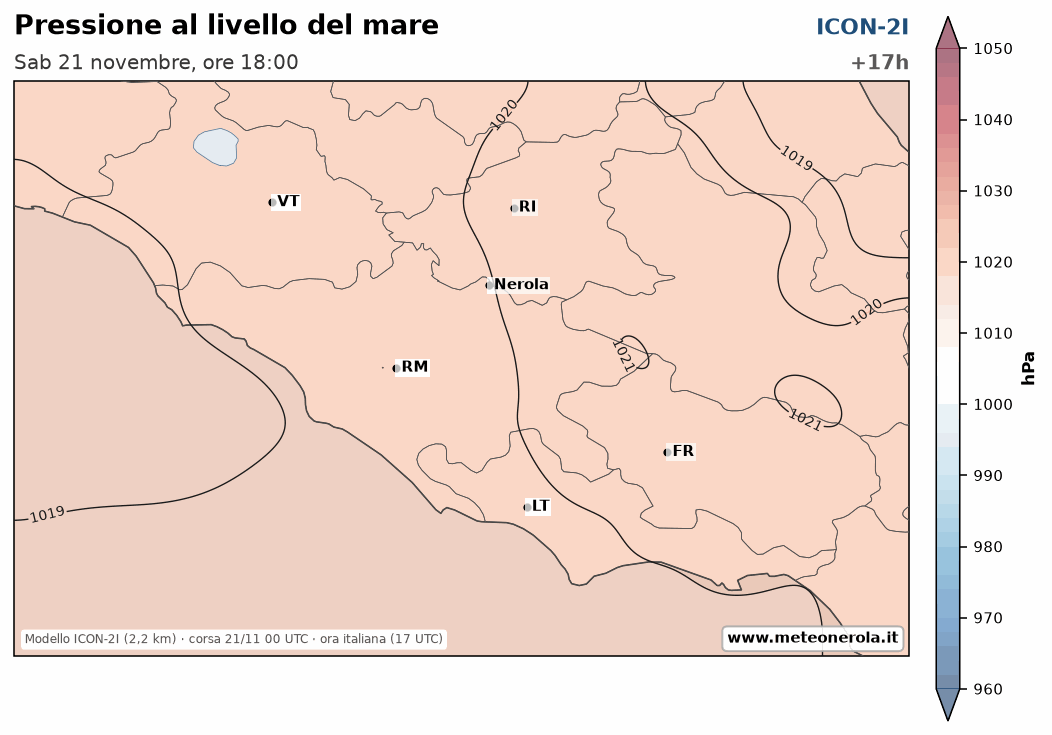 Pressione al livello del mare
ICON-2I
Sab 21 novembre, ore 18:00
+17h
1020
1019
VT
RI
Nerola
1020
1021
RM
1021
FR
LT
1019
Modello ICON-2I (2,2 km) · corsa 21/11 00 UTC · ora italiana (17 UTC)
www.meteonerola.it
1050
1040
1030
1020
1010
1000
990
980
970
960
hPa